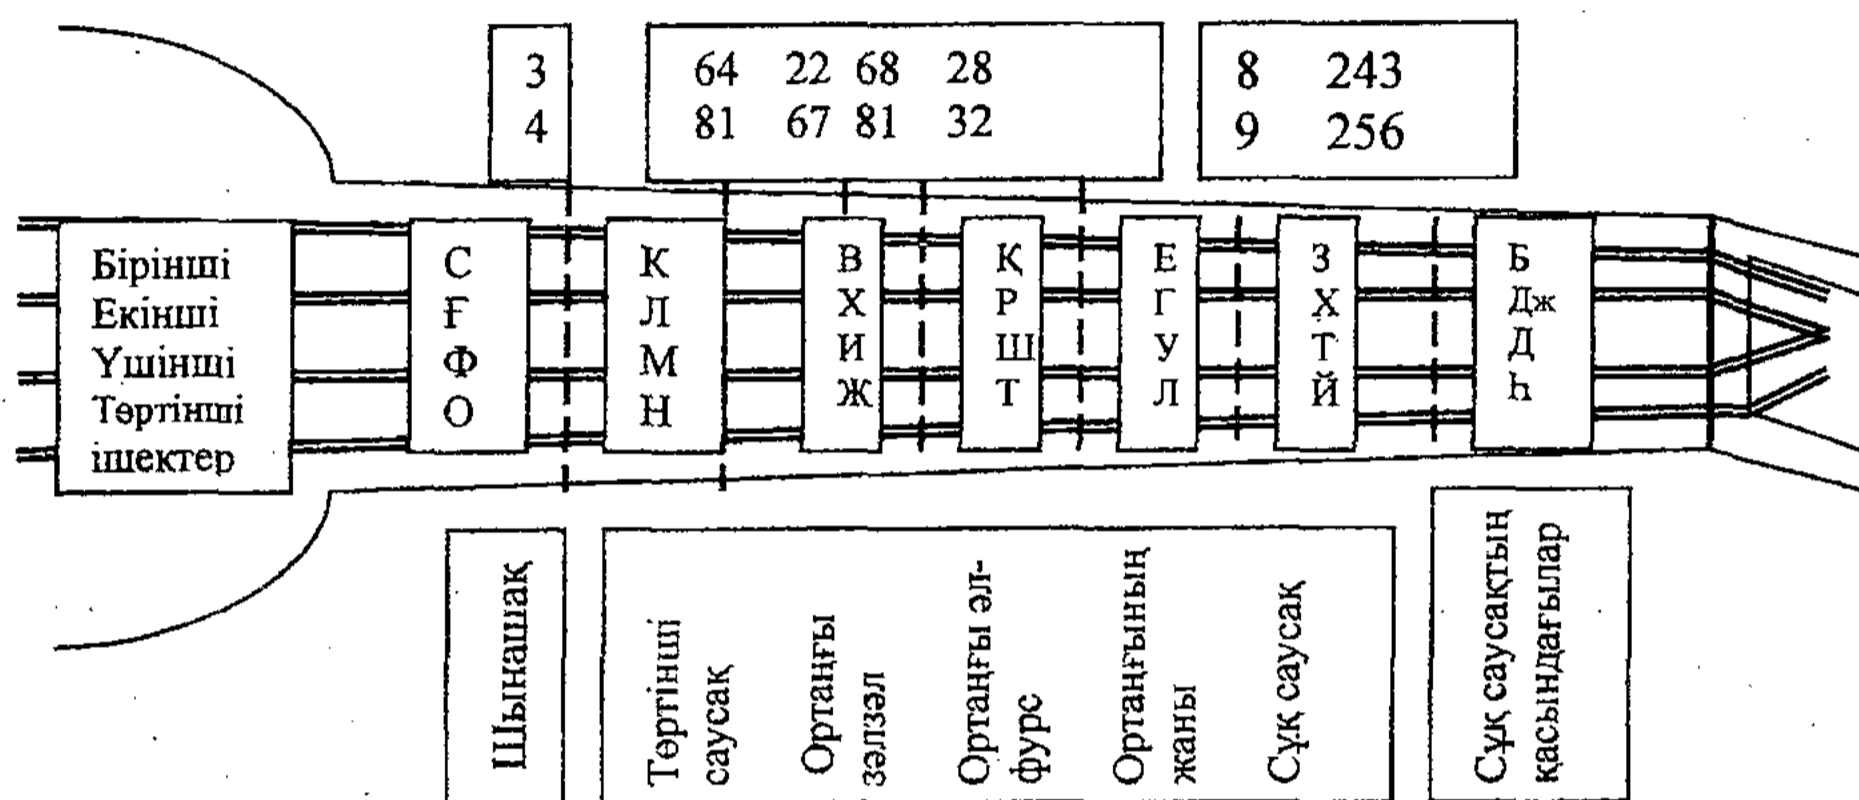 3 64 22 68 28 8 243
4 81 67 81 32 9 256
Бірінші С К В Қ Е З Б
Екінші Ғ Л Х Р Г Х Дж
Үшінші Ф М И Ш У Т Д
Төртінші О Н Ж Т Л Й Һ
ішектер
Шынашақ
Төртінші
саусақ
Ортаңғы
зәлзәл
Ортаңғы әл-
фурс
Ортаңғының
жаны
Сұқ саусақ
Сұқ саусақтың
қасындағылар